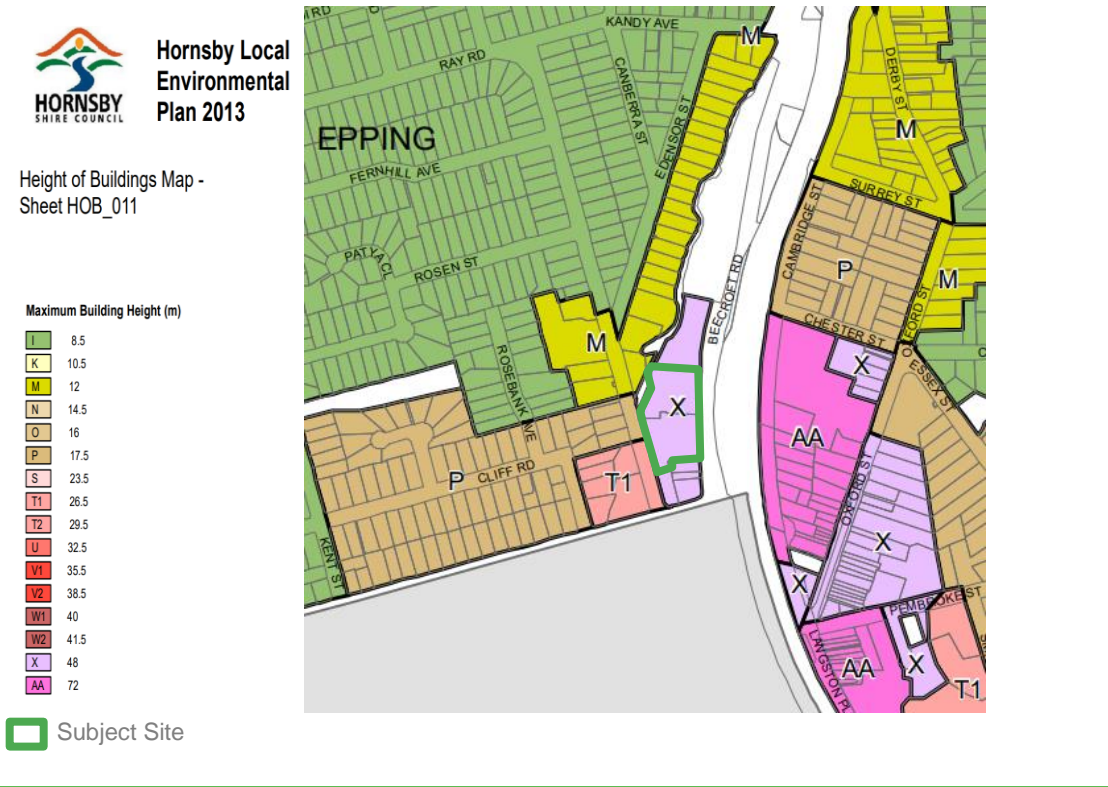 HORNSBY
SHIRE COUNCIL
Hornsby Local
Environmental
Plan 2013
Height of Buildings Map -
Sheet HOB_011
Maximum Building Height (m)
I 8.5
K 10.5
M 12
N 14.5
O 16
P 17.5
S 23.5
T1 26.5
T2 29.5
U 32.5
V1 35.5
V2 38.5
W1 40
W2 41.5
X 48
AA 72
Subject Site
KANDY AVE
M
RAY RD
DERBY ST
CANBERRA ST
EPPING
EDENSOR ST
M
FERNHILL AVE
SURREY ST
CAMBRIDGE ST
PATYA CL
ROSEN ST
BEECROFT RD
P
M
OXFORD ST
CHESTER ST
M
ROSEBANK AVE
X
ESSEX ST
X
AA
P
CLIFF RD
T1
OXFORD ST
X
KENT ST
X
PEMBROKE ST
LANGSTON PL
AA
X
T1